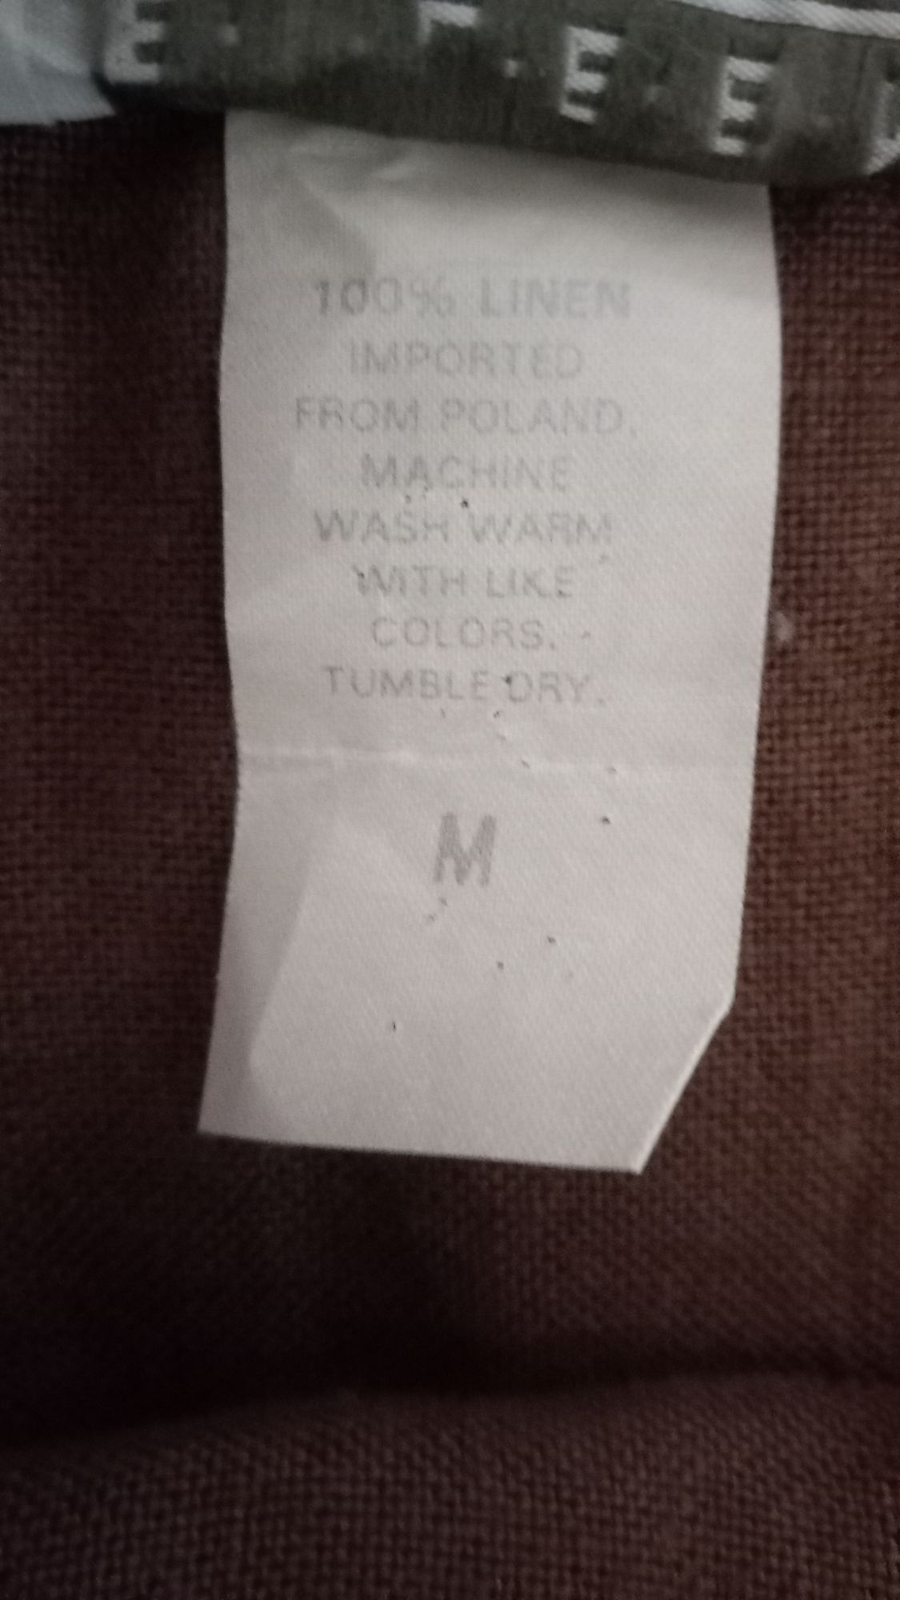 100% LINEN
IMPORTED
FROM POLAND.
MACHINE
WASH WARM
WITH LIKE
COLORS.
TUMBLE DRY.
M